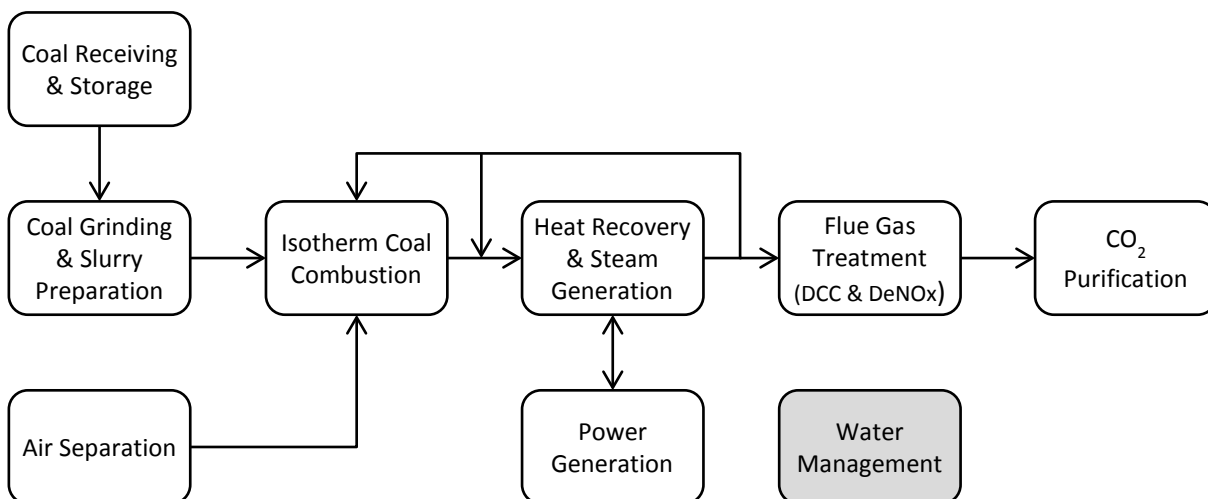 Coal Receiving
& Storage
Coal Grinding
& Slurry
Preparation
Isotherm Coal
Combustion
Heat Recovery
& Steam
Generation
Flue Gas
Treatment
(DCC & DeNOx)
CO₂
Purification
Air Separation
Power
Generation
Water
Management